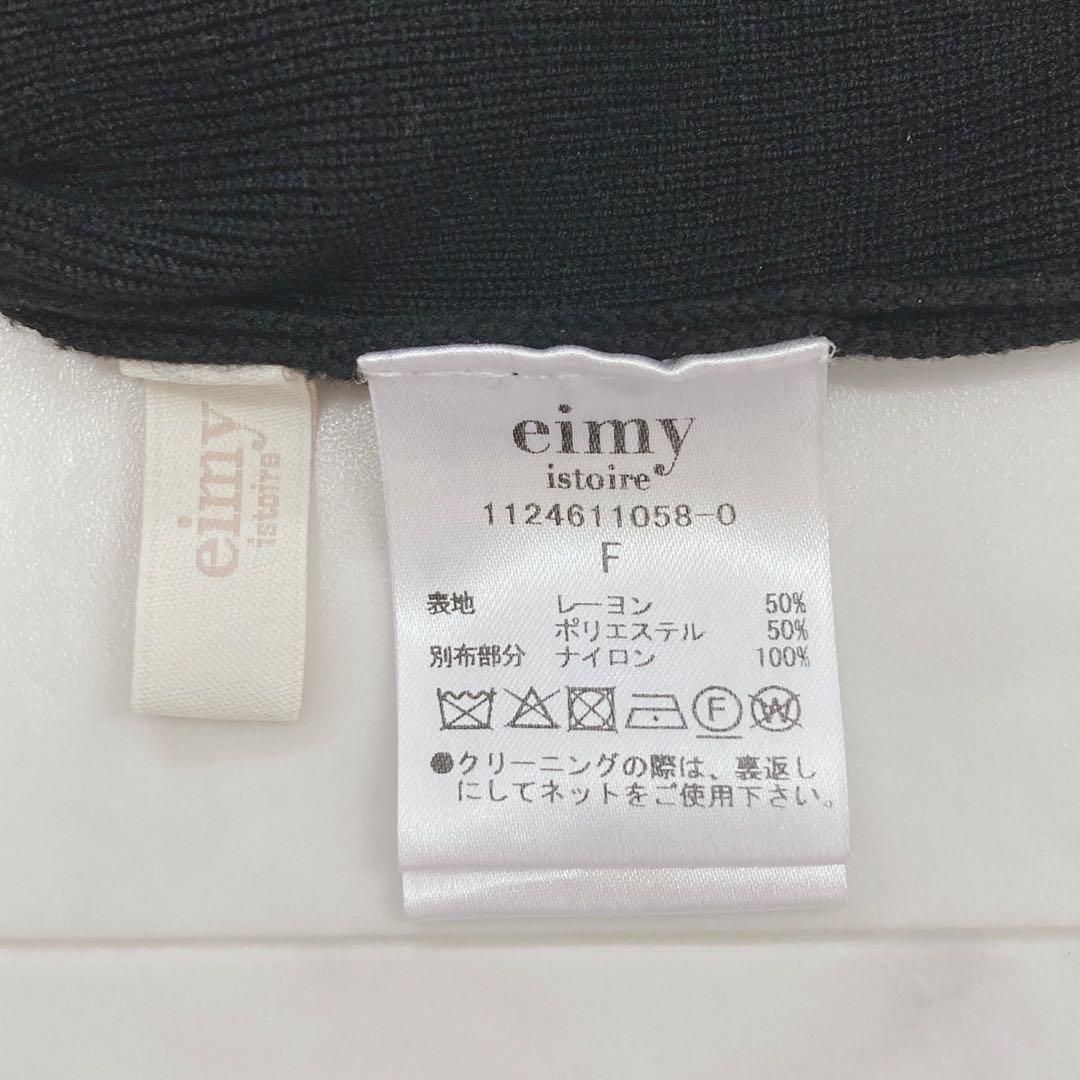 eimy
istoire
eimy
istoire®
1124611058-0
F
表地 レーヨン 50%
ポリエステル 50%
別布部分 ナイロン 100%
F W
●クリーニングの際は、裏返し
にしてネットをご使用下さい。